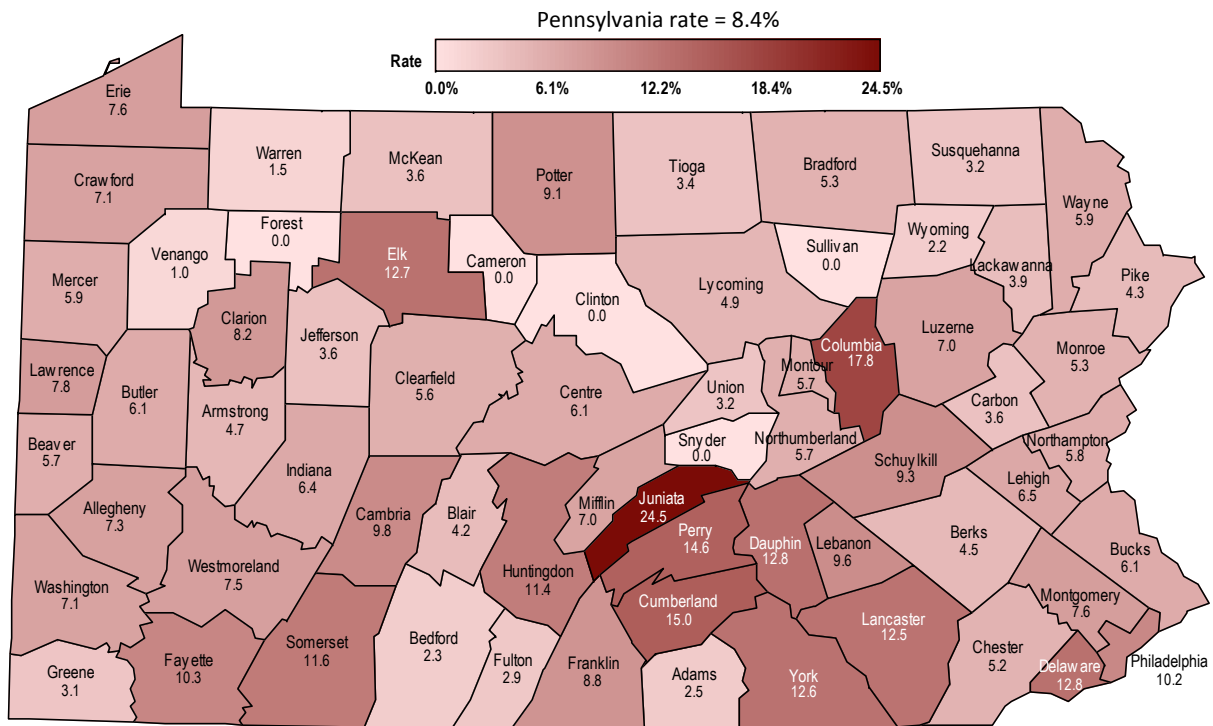 Pennsylvania rate = 8.4%
Rate
0.0% 6.1% 12.2% 18.4% 24.5%
Erie
7.6
Crawford
7.1
Warren
1.5
McKean
3.6
Potter
9.1
Tioga
3.4
Bradford
5.3
Susquehanna
3.2
Wayne
5.9
Forest
0.0
Venango
1.0
Elk
12.7
Cameron
0.0
Sullivan
0.0
Wyoming
2.2
Lackawanna
3.9
Pike
4.3
Mercer
5.9
Clarion
8.2
Jefferson
3.6
Clinton
0.0
Lycoming
4.9
Columbia
17.8
Luzerne
7.0
Monroe
5.3
Lawrence
7.8
Butler
6.1
Armstrong
4.7
Clearfield
5.6
Centre
6.1
Union
3.2
Montour
5.7
Carbon
3.6
Beaver
5.7
Indiana
6.4
Snyder
0.0
Northumberland
5.7
Schuylkill
9.3
Northampton
5.8
Lehigh
6.5
Allegheny
7.3
Cambria
9.8
Blair
4.2
Mifflin
7.0
Juniata
24.5
Perry
14.6
Dauphin
12.8
Lebanon
9.6
Berks
4.5
Bucks
6.1
Washington
7.1
Westmoreland
7.5
Huntingdon
11.4
Cumberland
15.0
Lancaster
12.5
Montgomery
7.6
Greene
3.1
Fayette
10.3
Somerset
11.6
Bedford
2.3
Fulton
2.9
Franklin
8.8
Adams
2.5
York
12.6
Chester
5.2
Delaware
12.8
Philadelphia
10.2